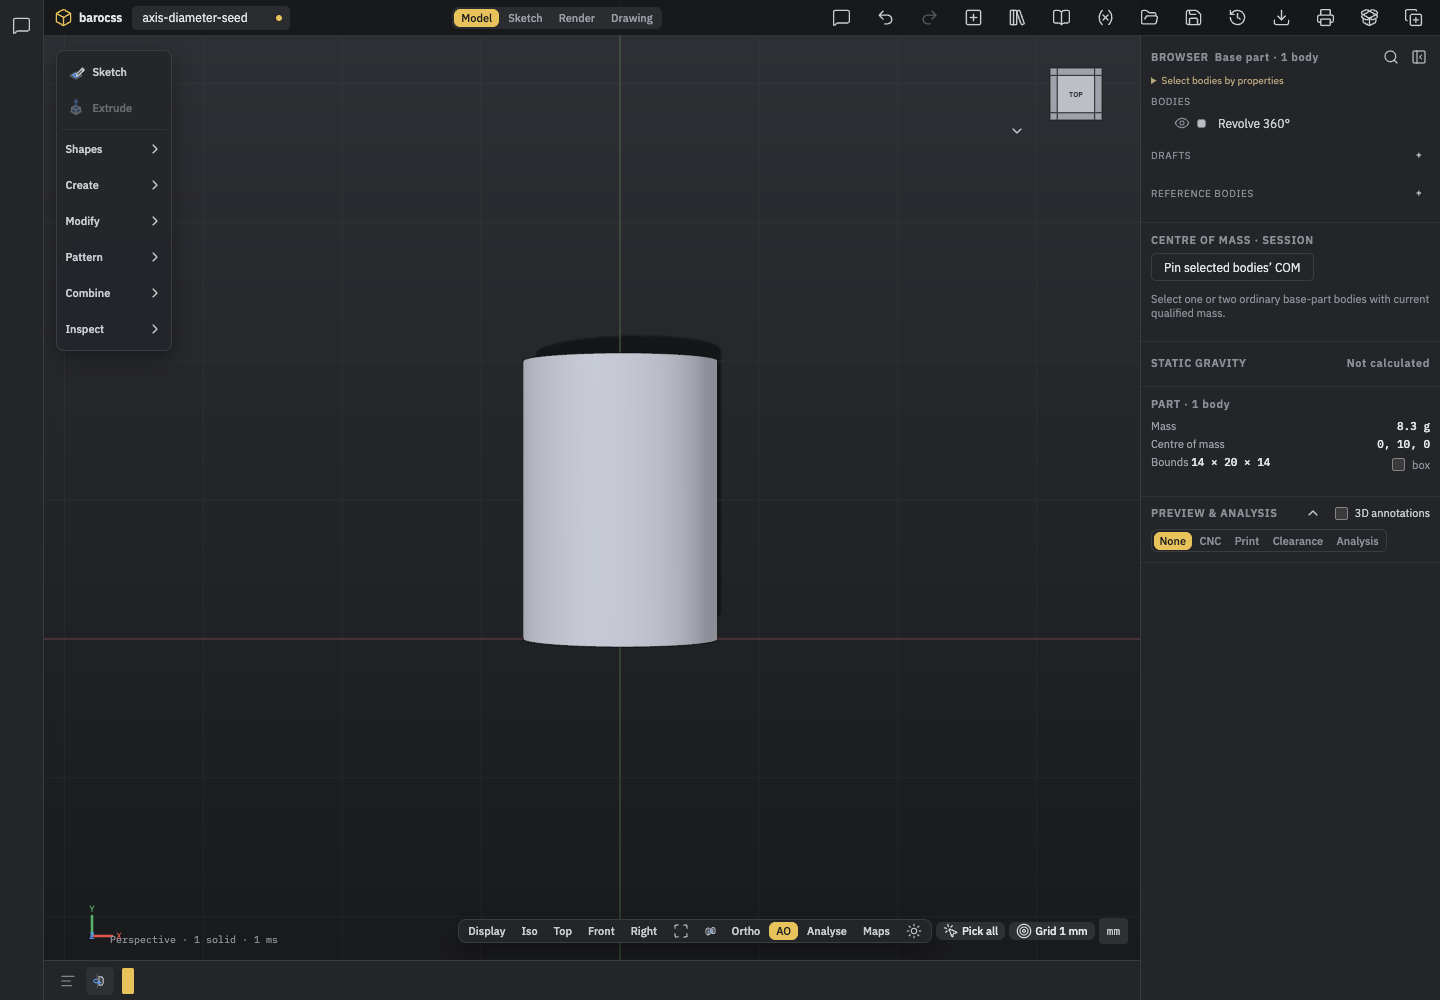 barocss
axis-diameter-seed
Model Sketch Render Drawing
Sketch
Extrude
Shapes
Create
Modify
Pattern
Combine
Inspect
TOP
BROWSER Base part · 1 body
Select bodies by properties
BODIES
Revolve 360°
DRAFTS
REFERENCE BODIES
CENTRE OF MASS · SESSION
Pin selected bodies’ COM
Select one or two ordinary base-part bodies with current
qualified mass.
STATIC GRAVITY Not calculated
PART · 1 body
Mass 8.3 g
Centre of mass 0, 10, 0
Bounds 14 × 20 × 14 box
PREVIEW & ANALYSIS 3D annotations
None CNC Print Clearance Analysis
Y
Z X
Perspective · 1 solid · 1 ms
Display Iso Top Front Right Ortho AO Analyse Maps Pick all Grid 1 mm mm